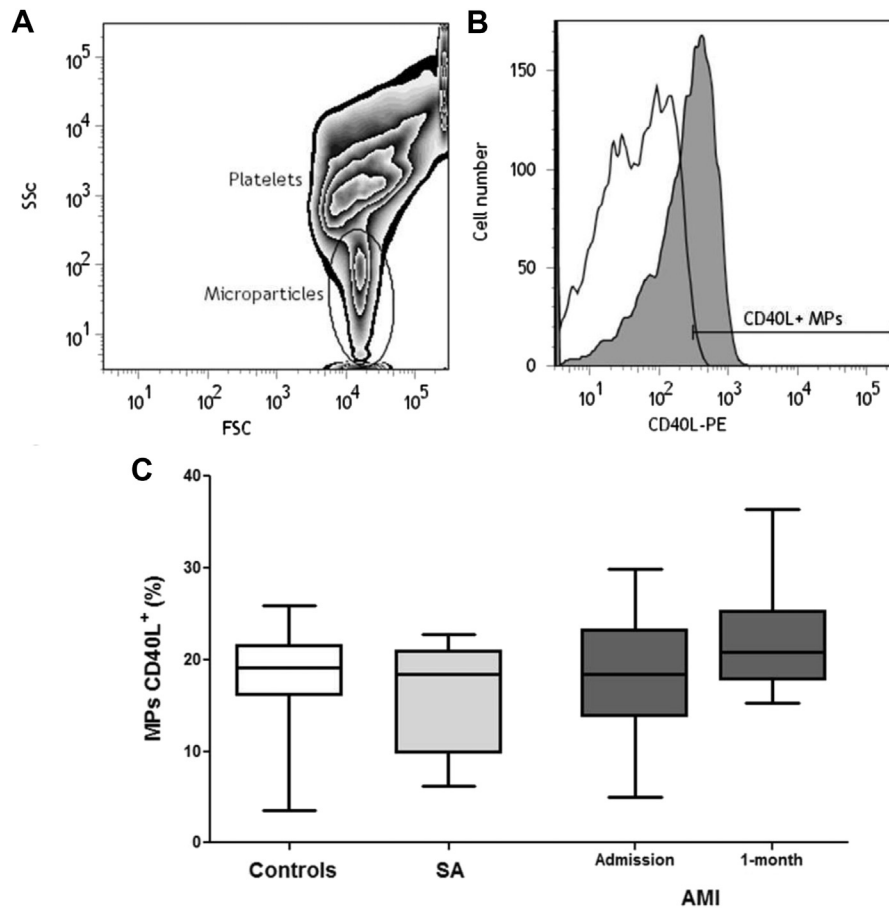 A
SSc
10^5
10^4
10^3
10^2
10^1
Platelets
Microparticles
10^1 10^2 10^3 10^4 10^5
FSC
B
Cell number
150
100
50
0
CD40L+ MPs
10^1 10^2 10^3 10^4 10^5
CD40L-PE
C
MPs CD40L^+ (%)
40
30
20
10
0
Controls SA Admission 1-month
AMI